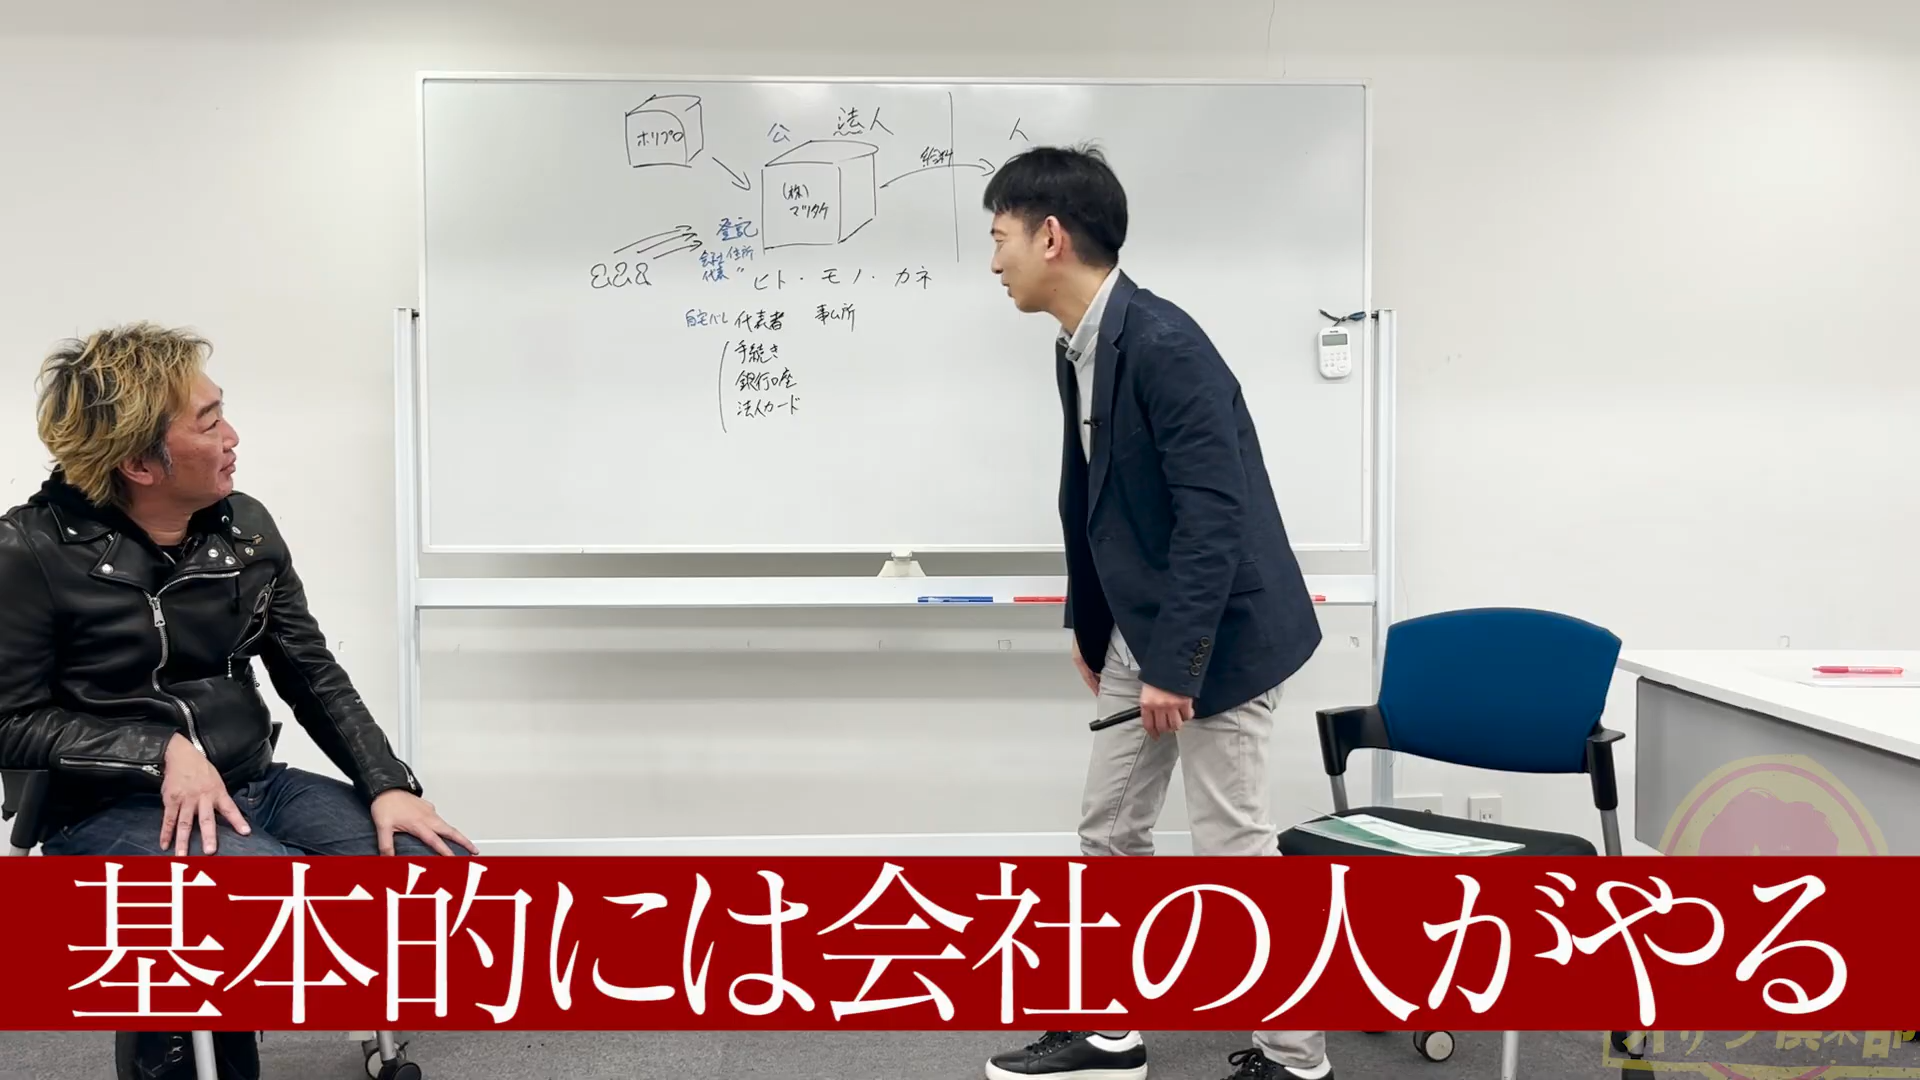 ホリプロ
公
法人
人
給料
(株)
マツタケ
登記
会社住所
代表 〃
ヒト・モノ・カネ
自宅バレ
代表者
事ム所
手続き
銀行口座
法人カード
基本的には会社の人がやる